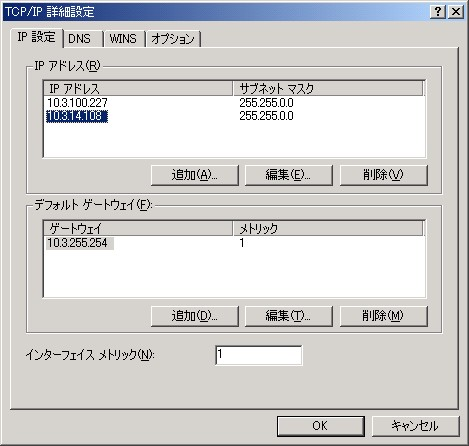 TCP/IP 詳細設定
IP 設定 DNS WINS オプション
IP アドレス(R)
IP アドレス サブネット マスク
10.3.100.227 255.255.0.0
10.3.14.108 255.255.0.0
追加(A)... 編集(E)... 削除(V)
デフォルト ゲートウェイ(F):
ゲートウェイ メトリック
10.3.255.254 1
追加(D)... 編集(T)... 削除(M)
インターフェイス メトリック(N): 1
OK キャンセル